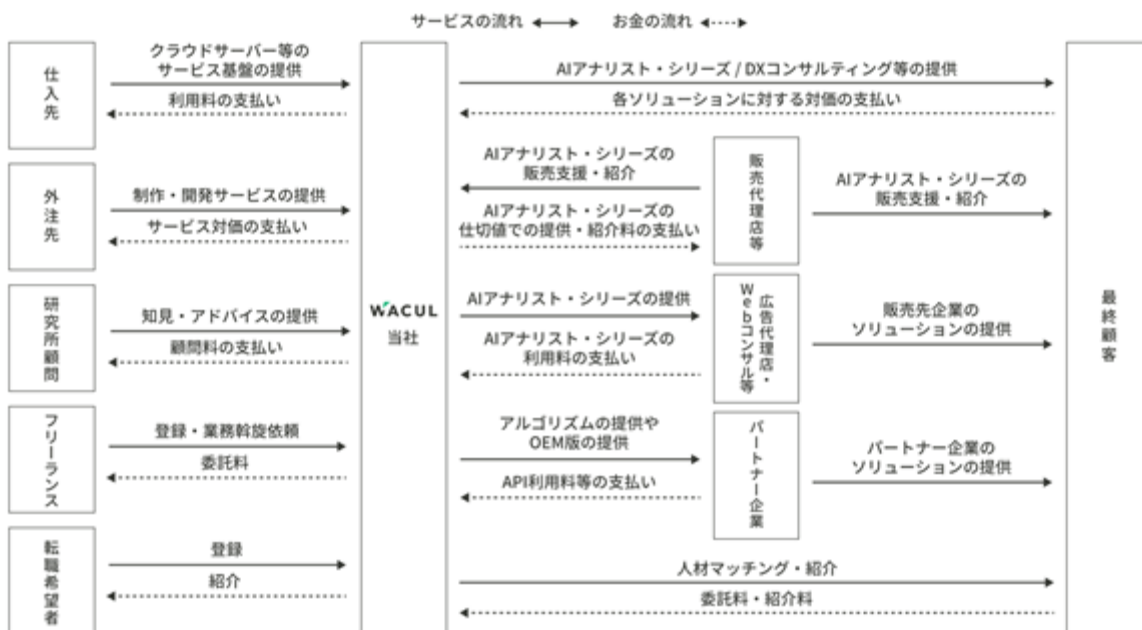 サービスの流れ お金の流れ
仕入先
クラウドサーバー等の
サービス基盤の提供
利用料の支払い
外注先
制作・開発サービスの提供
サービス対価の支払い
研究所顧問
知見・アドバイスの提供
顧問料の支払い
フリーランス
登録・業務斡旋依頼
委託料
転職希望者
登録
紹介
WACUL
当社
AIアナリスト・シリーズ / DXコンサルティング等の提供
各ソリューションに対する対価の支払い
AIアナリスト・シリーズの
販売支援・紹介
AIアナリスト・シリーズの
仕切値での提供・紹介料の支払い
販売代理店等
AIアナリスト・シリーズの
販売支援・紹介
AIアナリスト・シリーズの提供
AIアナリスト・シリーズの
利用料の支払い
広告代理店・
Webコンサル等
販売先企業の
ソリューションの提供
アルゴリズムの提供や
OEM版の提供
API利用料等の支払い
パートナー企業
パートナー企業の
ソリューションの提供
人材マッチング・紹介
委託料・紹介料
最終顧客